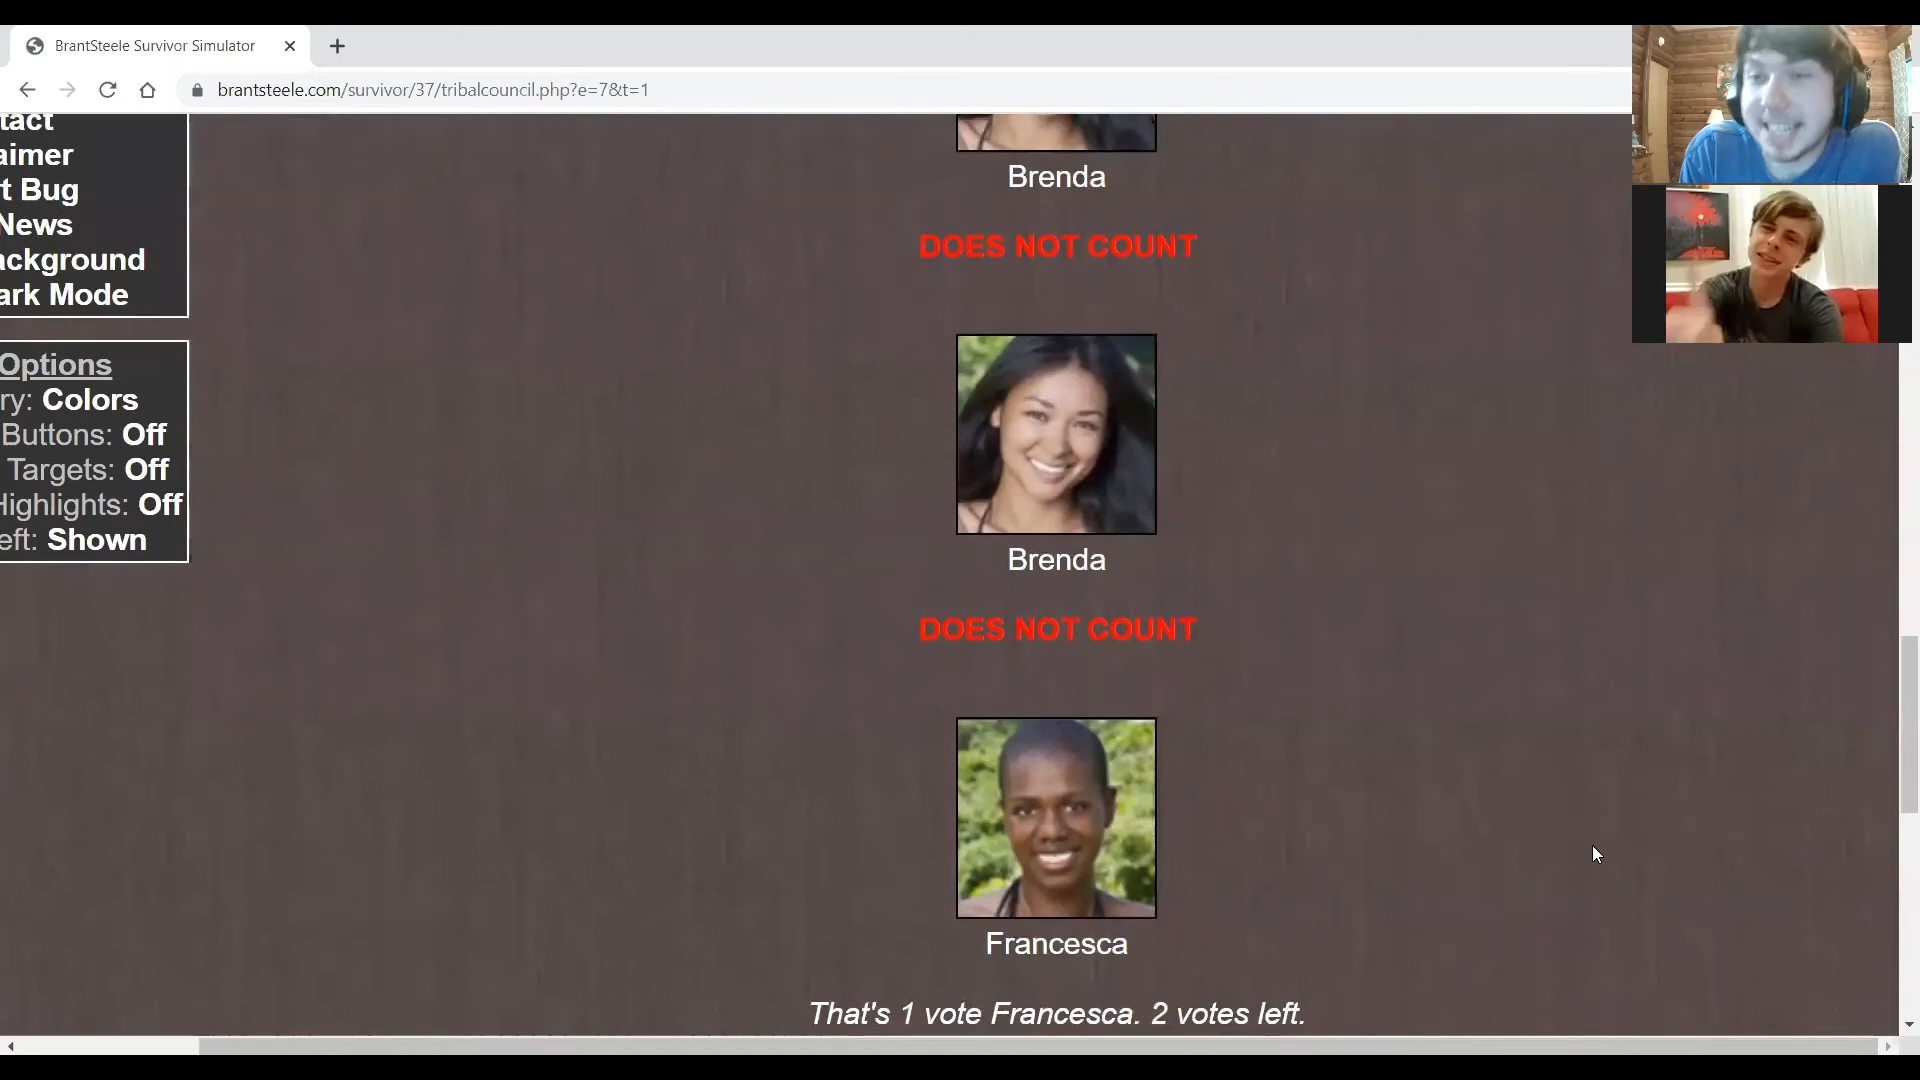 BrantSteele Survivor Simulator
brantsteele.com/survivor/37/tribalcouncil.php?e=7&t=1
tact
aimer
t Bug
News
ackground
ark Mode
Options
ry: Colors
Buttons: Off
Targets: Off
Highlights: Off
eft: Shown
Brenda
DOES NOT COUNT
Brenda
DOES NOT COUNT
Francesca
That's 1 vote Francesca. 2 votes left.